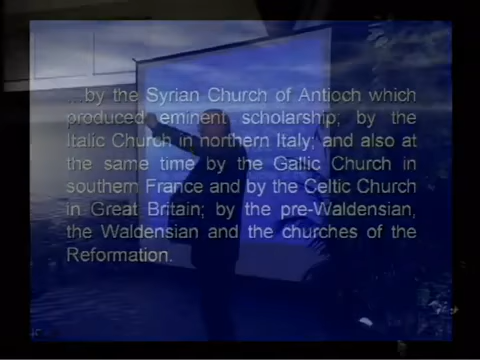 ...by the Syrian Church of Antioch which
produced eminent scholarship; by the
Italic Church in northern Italy; and also at
the same time by the Gallic Church in
southern France and by the Celtic Church
in Great Britain; by the pre-Waldensian,
the Waldensian and the churches of the
Reformation.